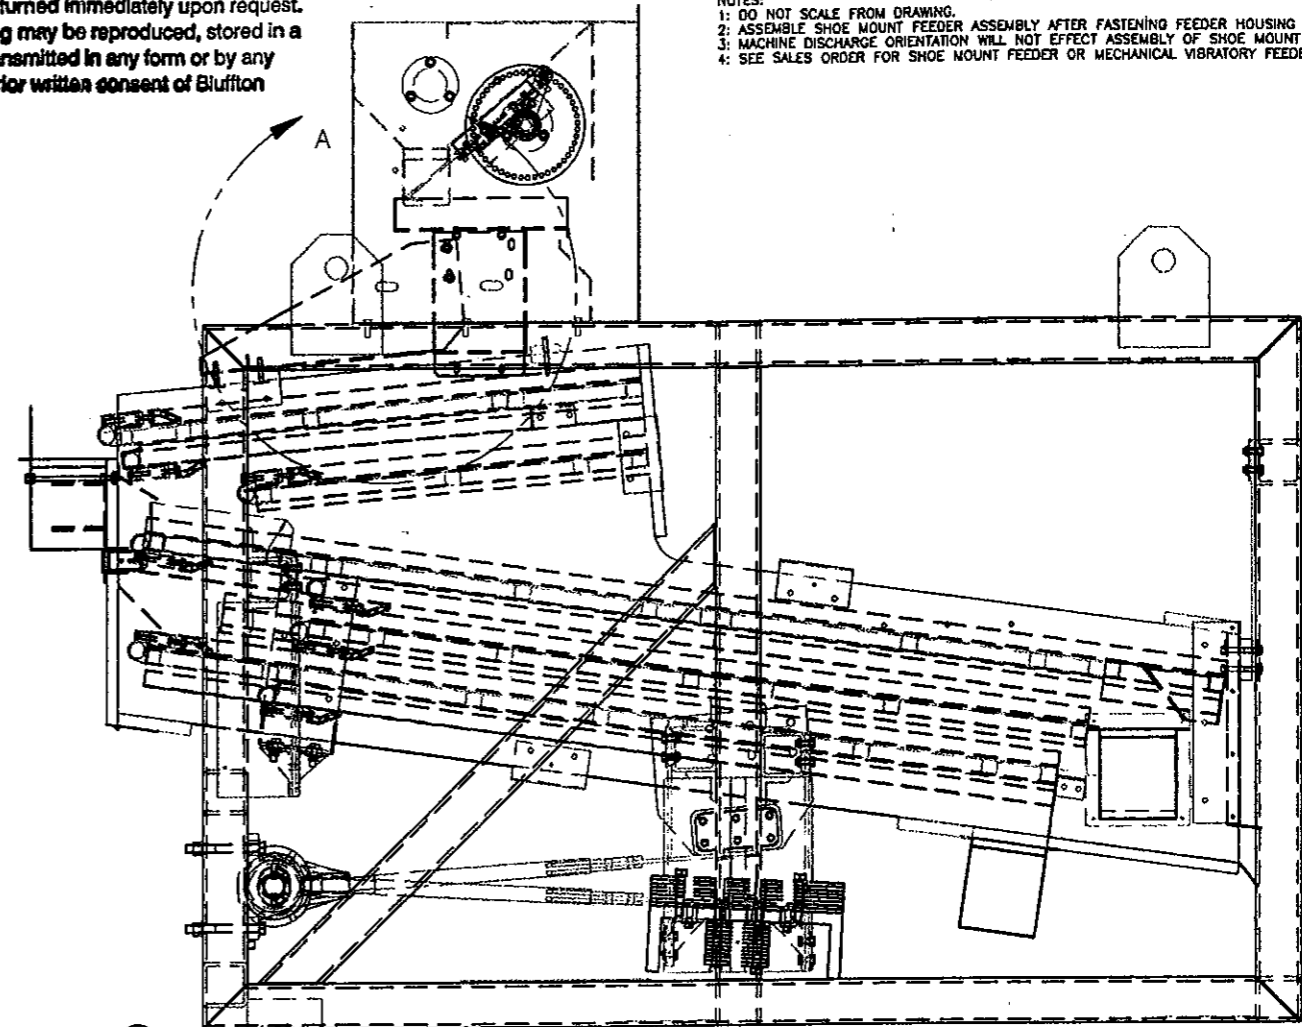 turned immediately upon request.
g may be reproduced, stored in a
nsmitted in any form or by any
ior written consent of Bluffton
NOTES:
1: DO NOT SCALE FROM DRAWING.
2: ASSEMBLE SHOE MOUNT FEEDER ASSEMBLY AFTER FASTENING FEEDER HOUSING
3: MACHINE DISCHARGE ORIENTATION WILL NOT EFFECT ASSEMBLY OF SHOE MOUNT
4: SEE SALES ORDER FOR SHOE MOUNT FEEDER OR MECHANICAL VIBRATORY FEEDE
A